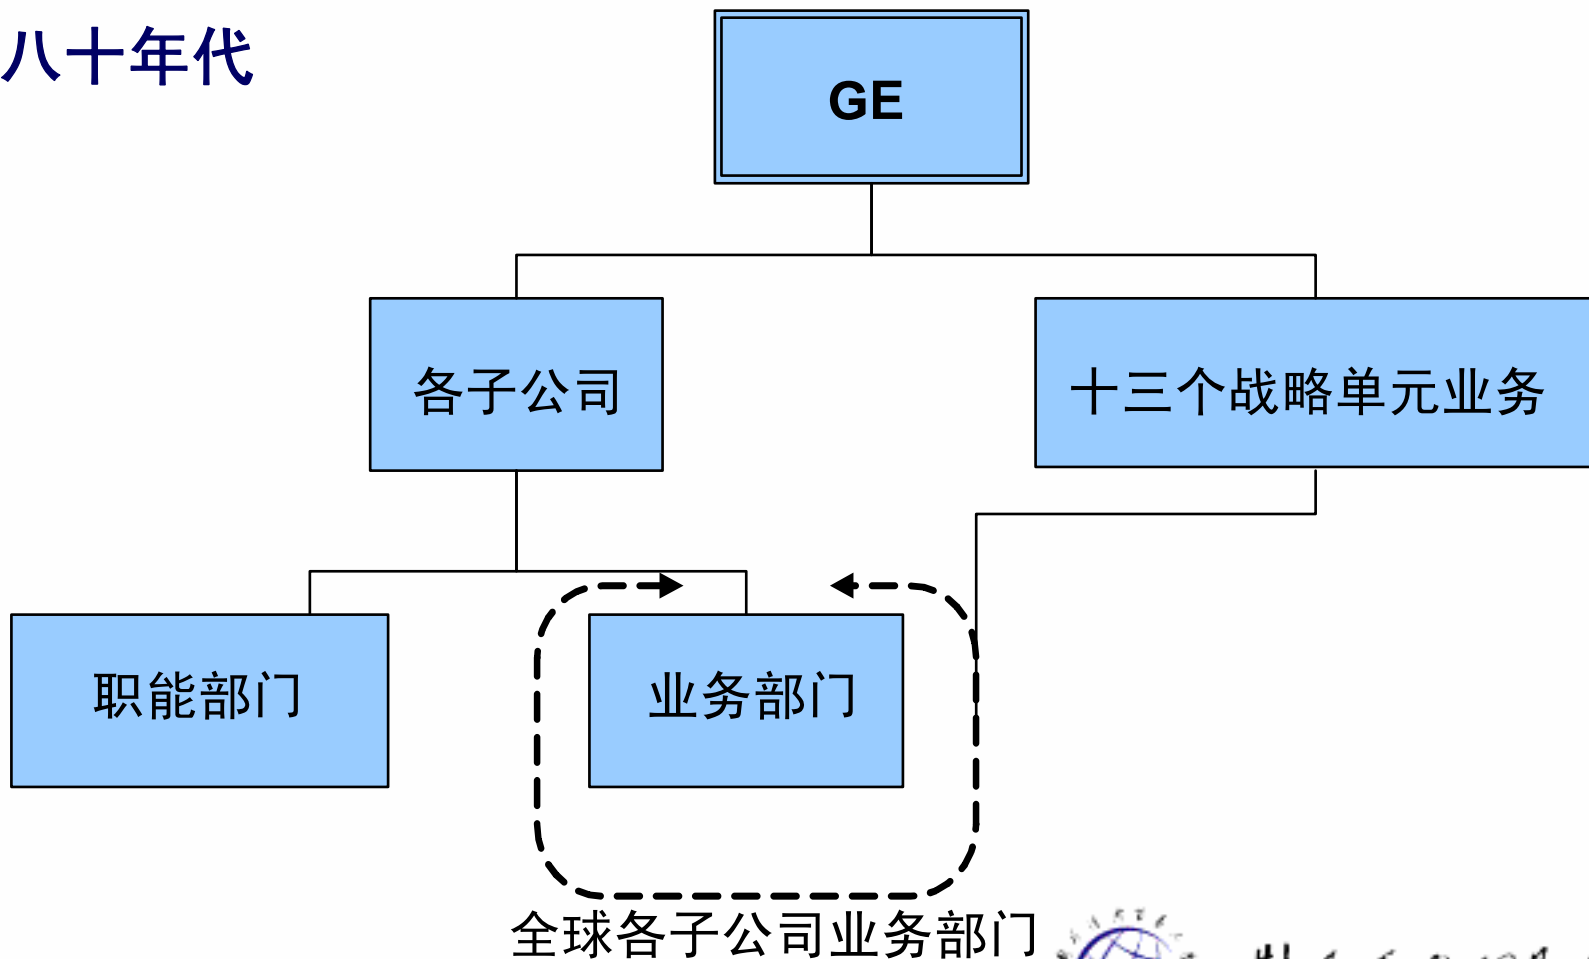 八十年代
GE
各子公司
十三个战略单元业务
职能部门
业务部门
全球各子公司业务部门